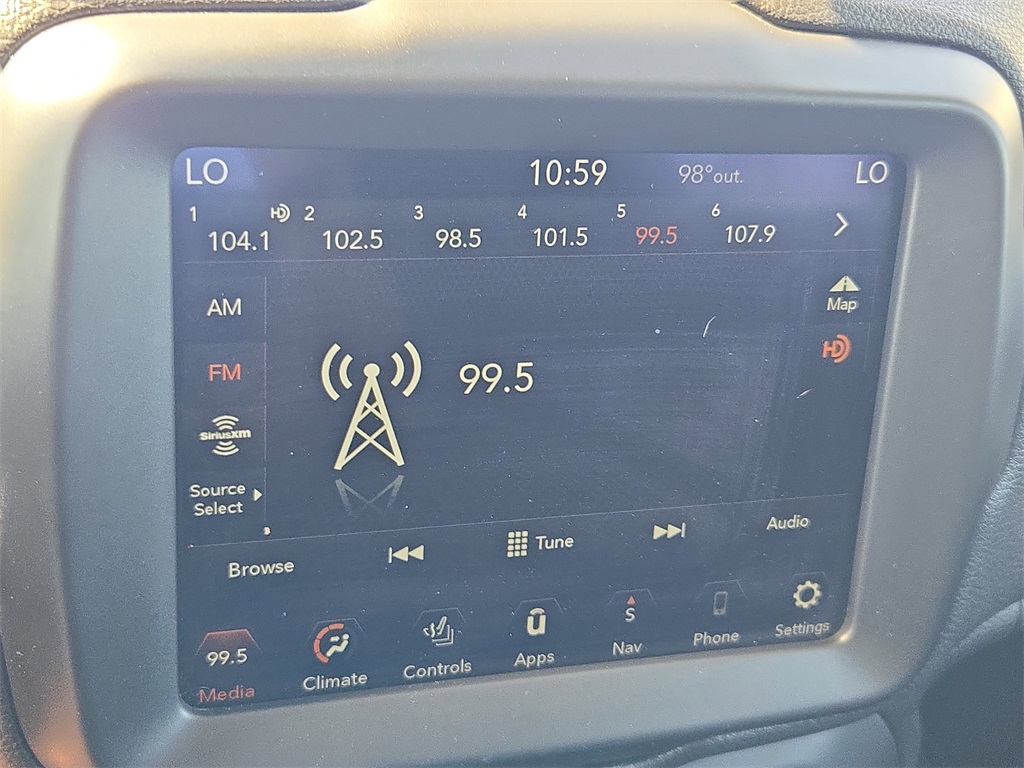 LO 10:59 98°out. LO
1 HD 2 3 4 5 6
104.1 102.5 98.5 101.5 99.5 107.9
AM
Map
FM
99.5
HD
SiriusXM
Source
Select
Browse
Tune
Audio
99.5
S
Media
Climate
Controls
Apps
Nav
Phone
Settings